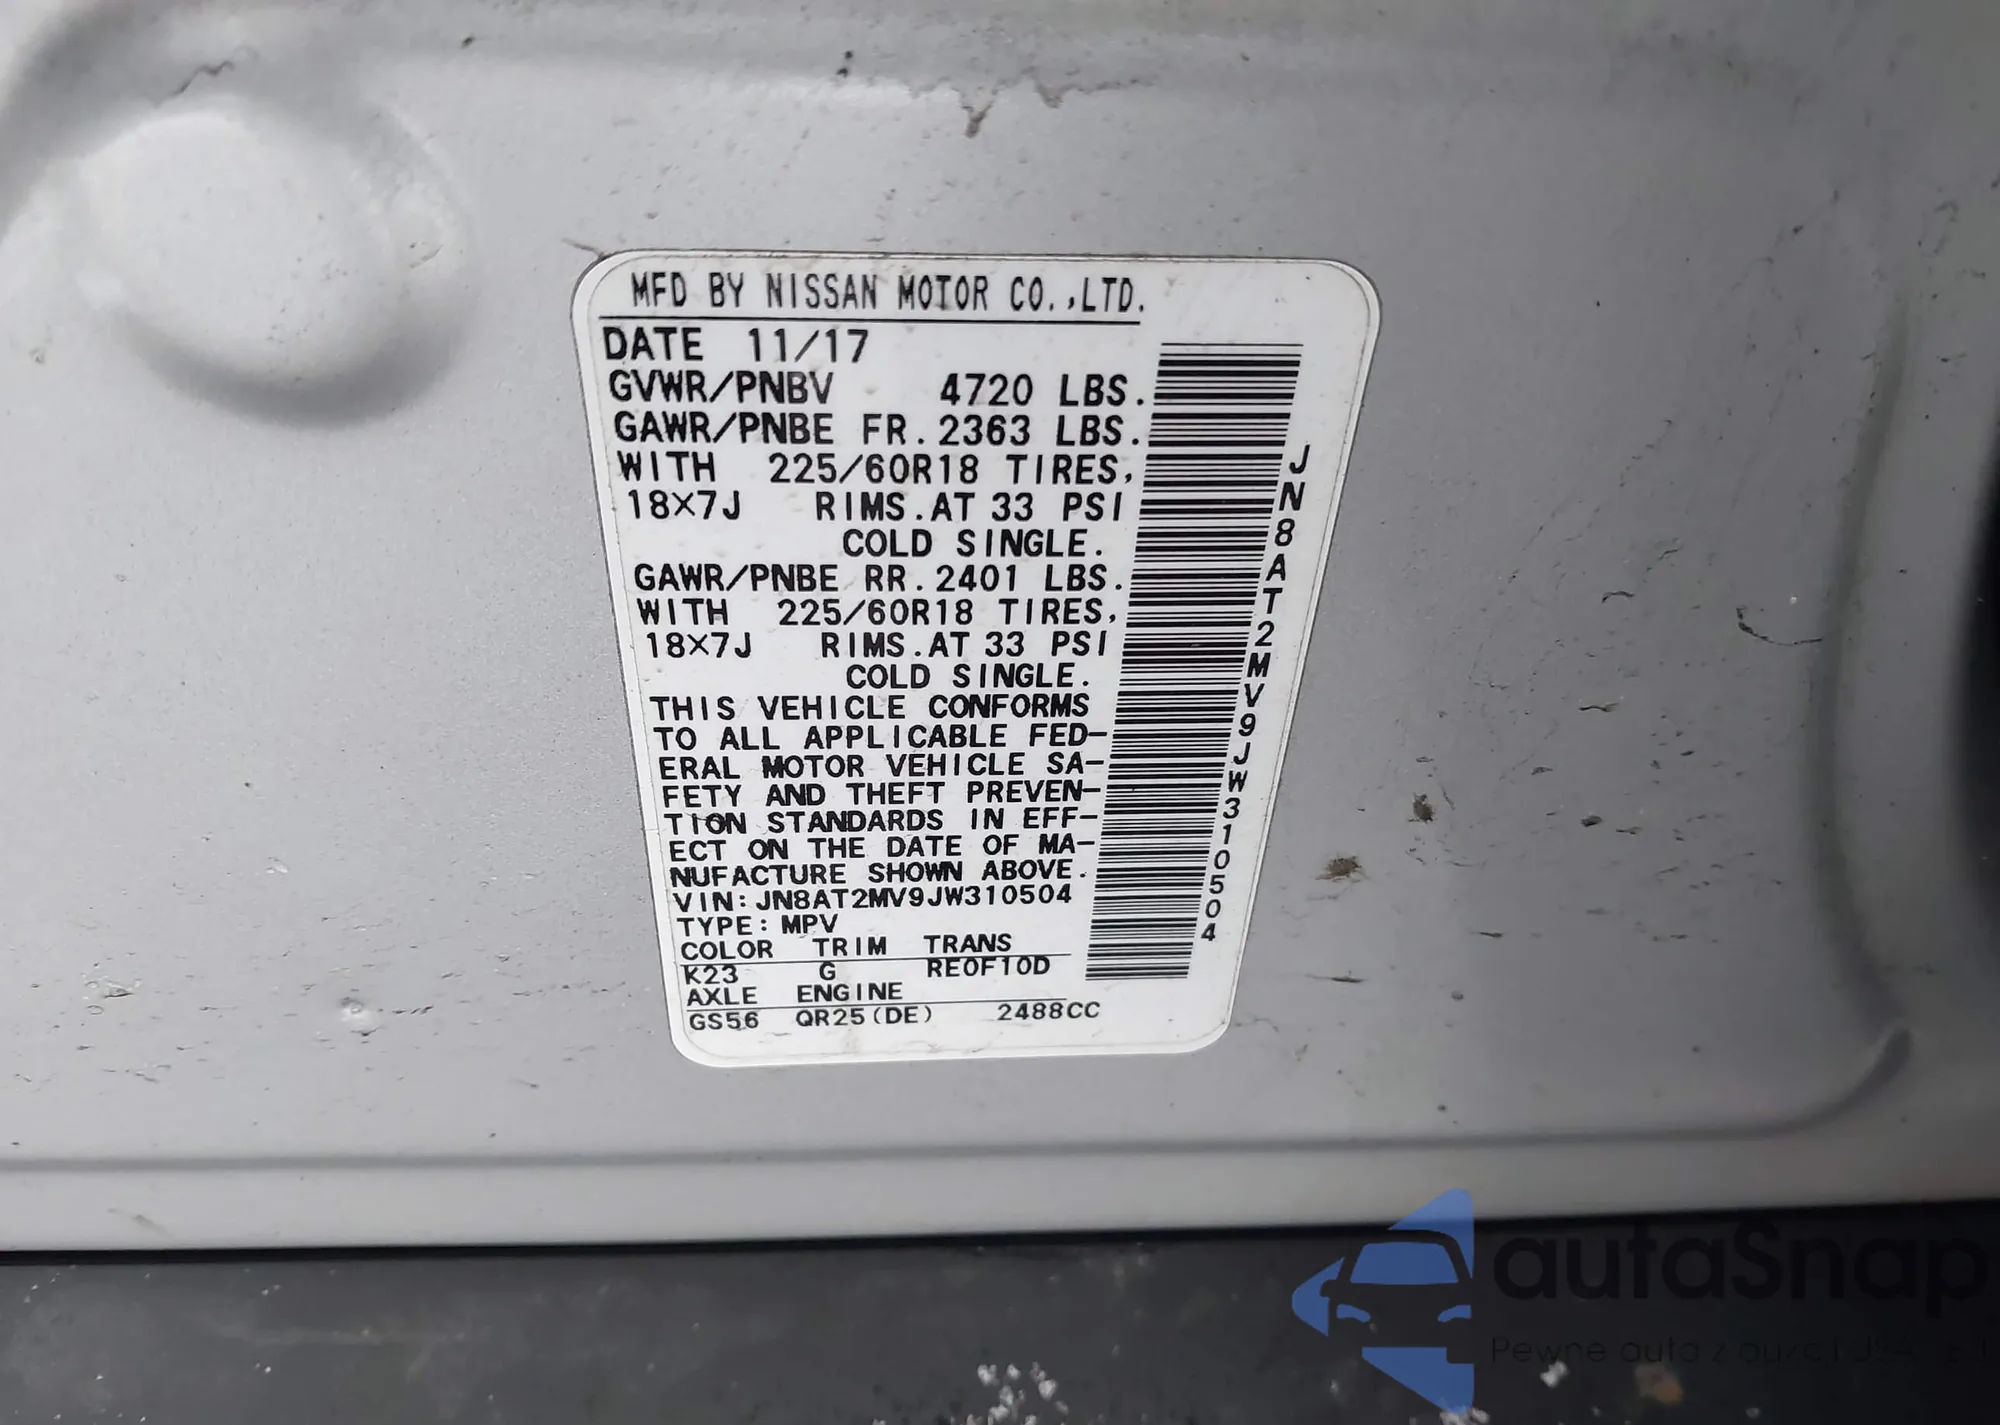 MFD BY NISSAN MOTOR CO.,LTD.
DATE 11/17
GVWR/PNBV 4720 LBS.
GAWR/PNBE FR.2363 LBS.
WITH 225/60R18 TIRES,
18×7J RIMS.AT 33 PSI
COLD SINGLE.
GAWR/PNBE RR.2401 LBS.
WITH 225/60R18 TIRES,
18×7J RIMS.AT 33 PSI
COLD SINGLE.
THIS VEHICLE CONFORMS
TO ALL APPLICABLE FED-
ERAL MOTOR VEHICLE SA-
FETY AND THEFT PREVEN-
TION STANDARDS IN EFF-
ECT ON THE DATE OF MA-
NUFACTURE SHOWN ABOVE.
VIN:JN8AT2MV9JW310504
TYPE:MPV
COLOR TRIM TRANS
K23 G RE0F10D
AXLE ENGINE
GS56 QR25(DE) 2488CC
JN8AT2MV9JW310504
autaSnap
Pewne auta z